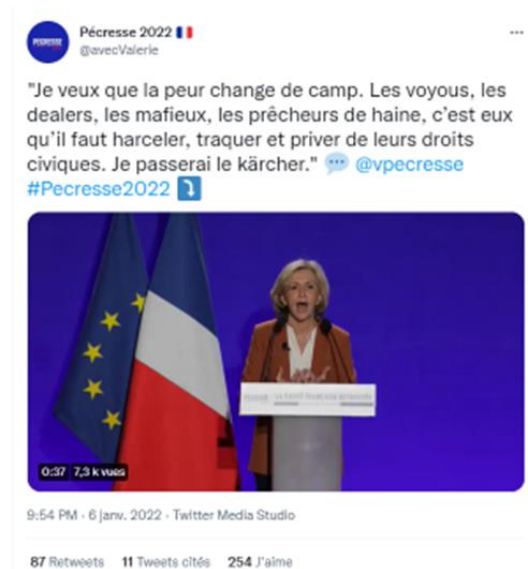 Pécresse 2022
@avecValerie
"Je veux que la peur change de camp. Les voyous, les
dealers, les mafieux, les prêcheurs de haine, c'est eux
qu'il faut harceler, traquer et priver de leurs droits
civiques. Je passerai le kärcher." 💬 @vpecresse
#Pecresse2022 ⤵
0:37 7,3 k vues
9:54 PM · 6 janv. 2022 · Twitter Media Studio
87 Retweets 11 Tweets cités 254 J'aime